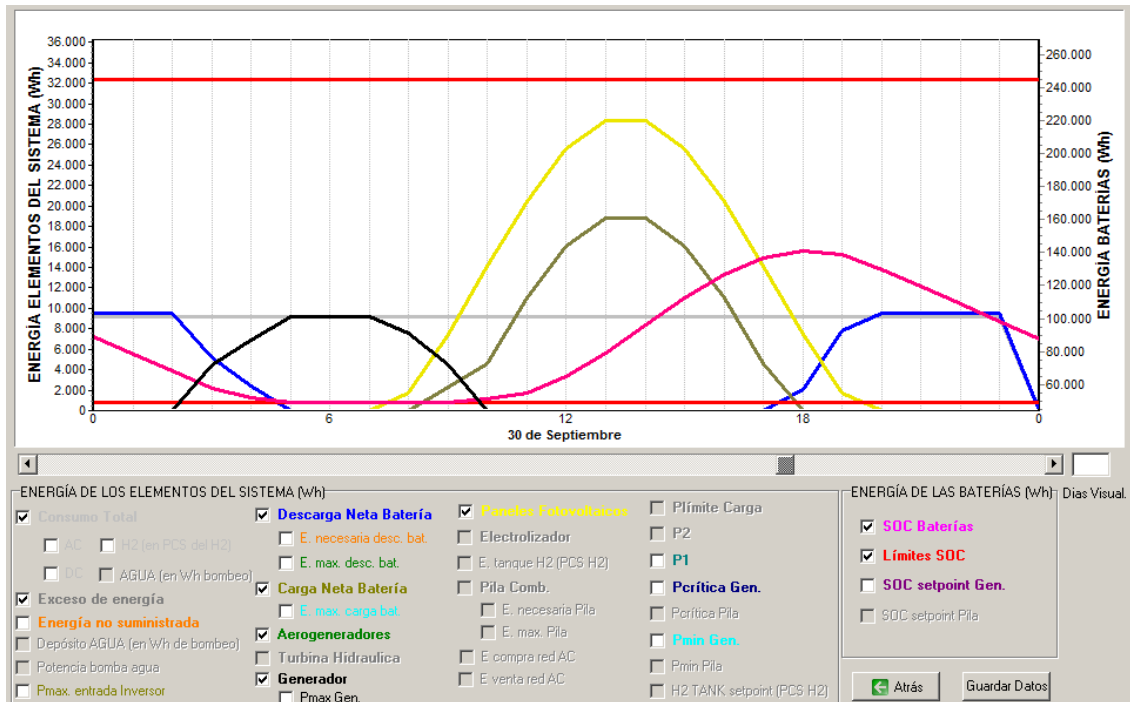 36.000
34.000
32.000
30.000
28.000
26.000
24.000
22.000
20.000
18.000
16.000
14.000
12.000
10.000
8.000
6.000
4.000
2.000
0
ENERGÍA ELEMENTOS DEL SISTEMA (Wh)
260.000
240.000
220.000
200.000
180.000
160.000
140.000
120.000
100.000
80.000
60.000
ENERGÍA BATERÍAS (Wh)
0 6 12 18 0
30 de Septiembre
ENERGÍA DE LOS ELEMENTOS DEL SISTEMA (Wh)
Consumo Total
AC H2 (en PCS del H2)
DC AGUA (en Wh bombeo)
Exceso de energía
Energía no suministrada
Depósito AGUA (en Wh de bombeo)
Potencia bomba agua
Pmax. entrada Inversor
Descarga Neta Batería
E. necesaria desc. bat.
E. max. desc. bat.
Carga Neta Batería
E. max. carga bat.
Aerogeneradores
Turbina Hidraulica
Generador
Pmax Gen.
Paneles Fotovoltaicos
Electrolizador
E. tanque H2 (PCS H2)
Pila Comb.
E. necesaria Pila
E. max. Pila
E compra red AC
E venta red AC
Plímite Carga
P2
P1
Pcrítica Gen.
Pcrítica Pila
Pmin Gen.
Pmin Pila
H2 TANK setpoint (PCS H2)
ENERGÍA DE LAS BATERÍAS (Wh)
SOC Baterías
Límites SOC
SOC setpoint Gen.
SOC setpoint Pila
Dias Visual.
Atrás
Guardar Datos